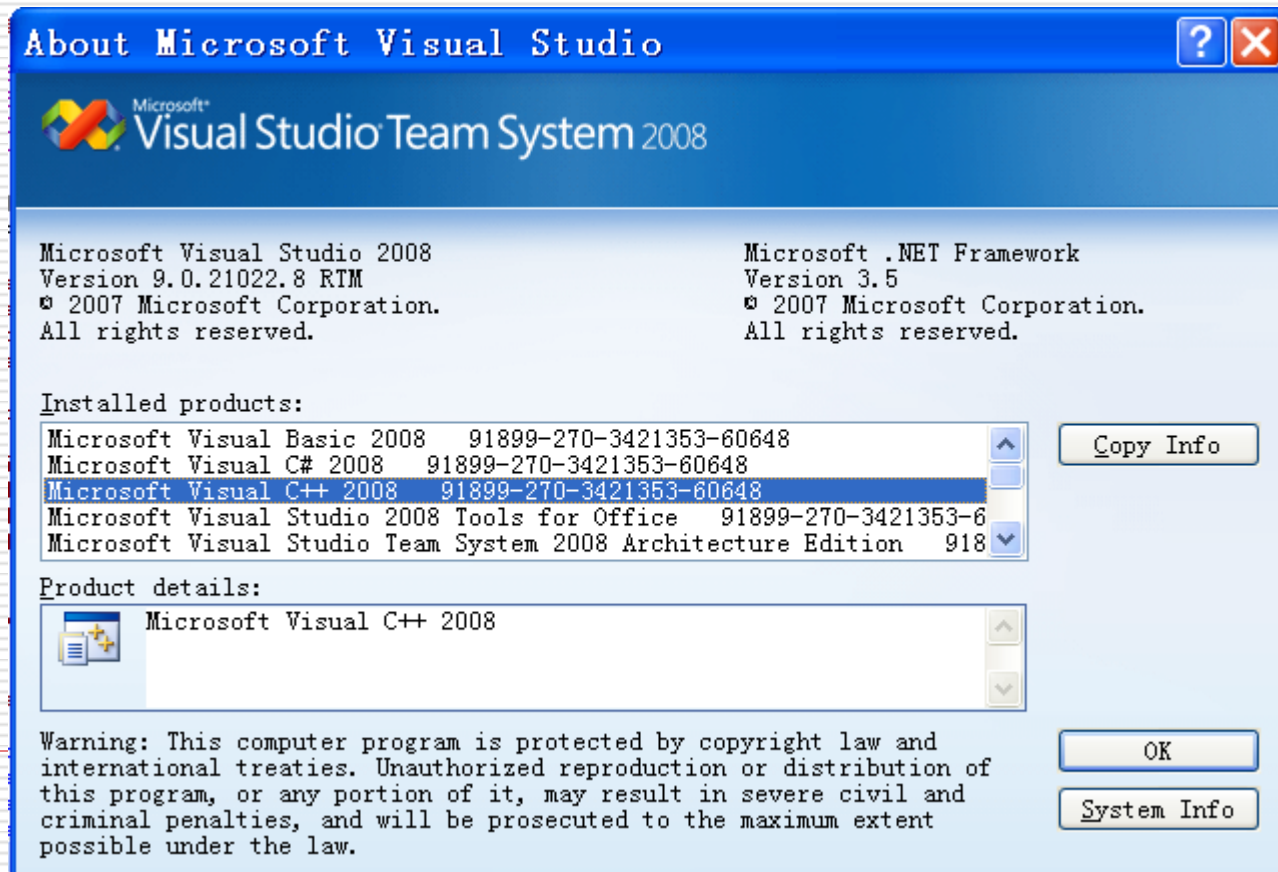 About Microsoft Visual Studio
Microsoft®
Visual Studio Team System 2008
Microsoft Visual Studio 2008
Version 9.0.21022.8 RTM
© 2007 Microsoft Corporation.
All rights reserved.
Microsoft .NET Framework
Version 3.5
© 2007 Microsoft Corporation.
All rights reserved.
Installed products:
Microsoft Visual Basic 2008 91899-270-3421353-60648
Microsoft Visual C# 2008 91899-270-3421353-60648
Microsoft Visual C++ 2008 91899-270-3421353-60648
Microsoft Visual Studio 2008 Tools for Office 91899-270-3421353-6
Microsoft Visual Studio Team System 2008 Architecture Edition 918
Copy Info
Product details:
Microsoft Visual C++ 2008
Warning: This computer program is protected by copyright law and
international treaties. Unauthorized reproduction or distribution of
this program, or any portion of it, may result in severe civil and
criminal penalties, and will be prosecuted to the maximum extent
possible under the law.
OK
System Info